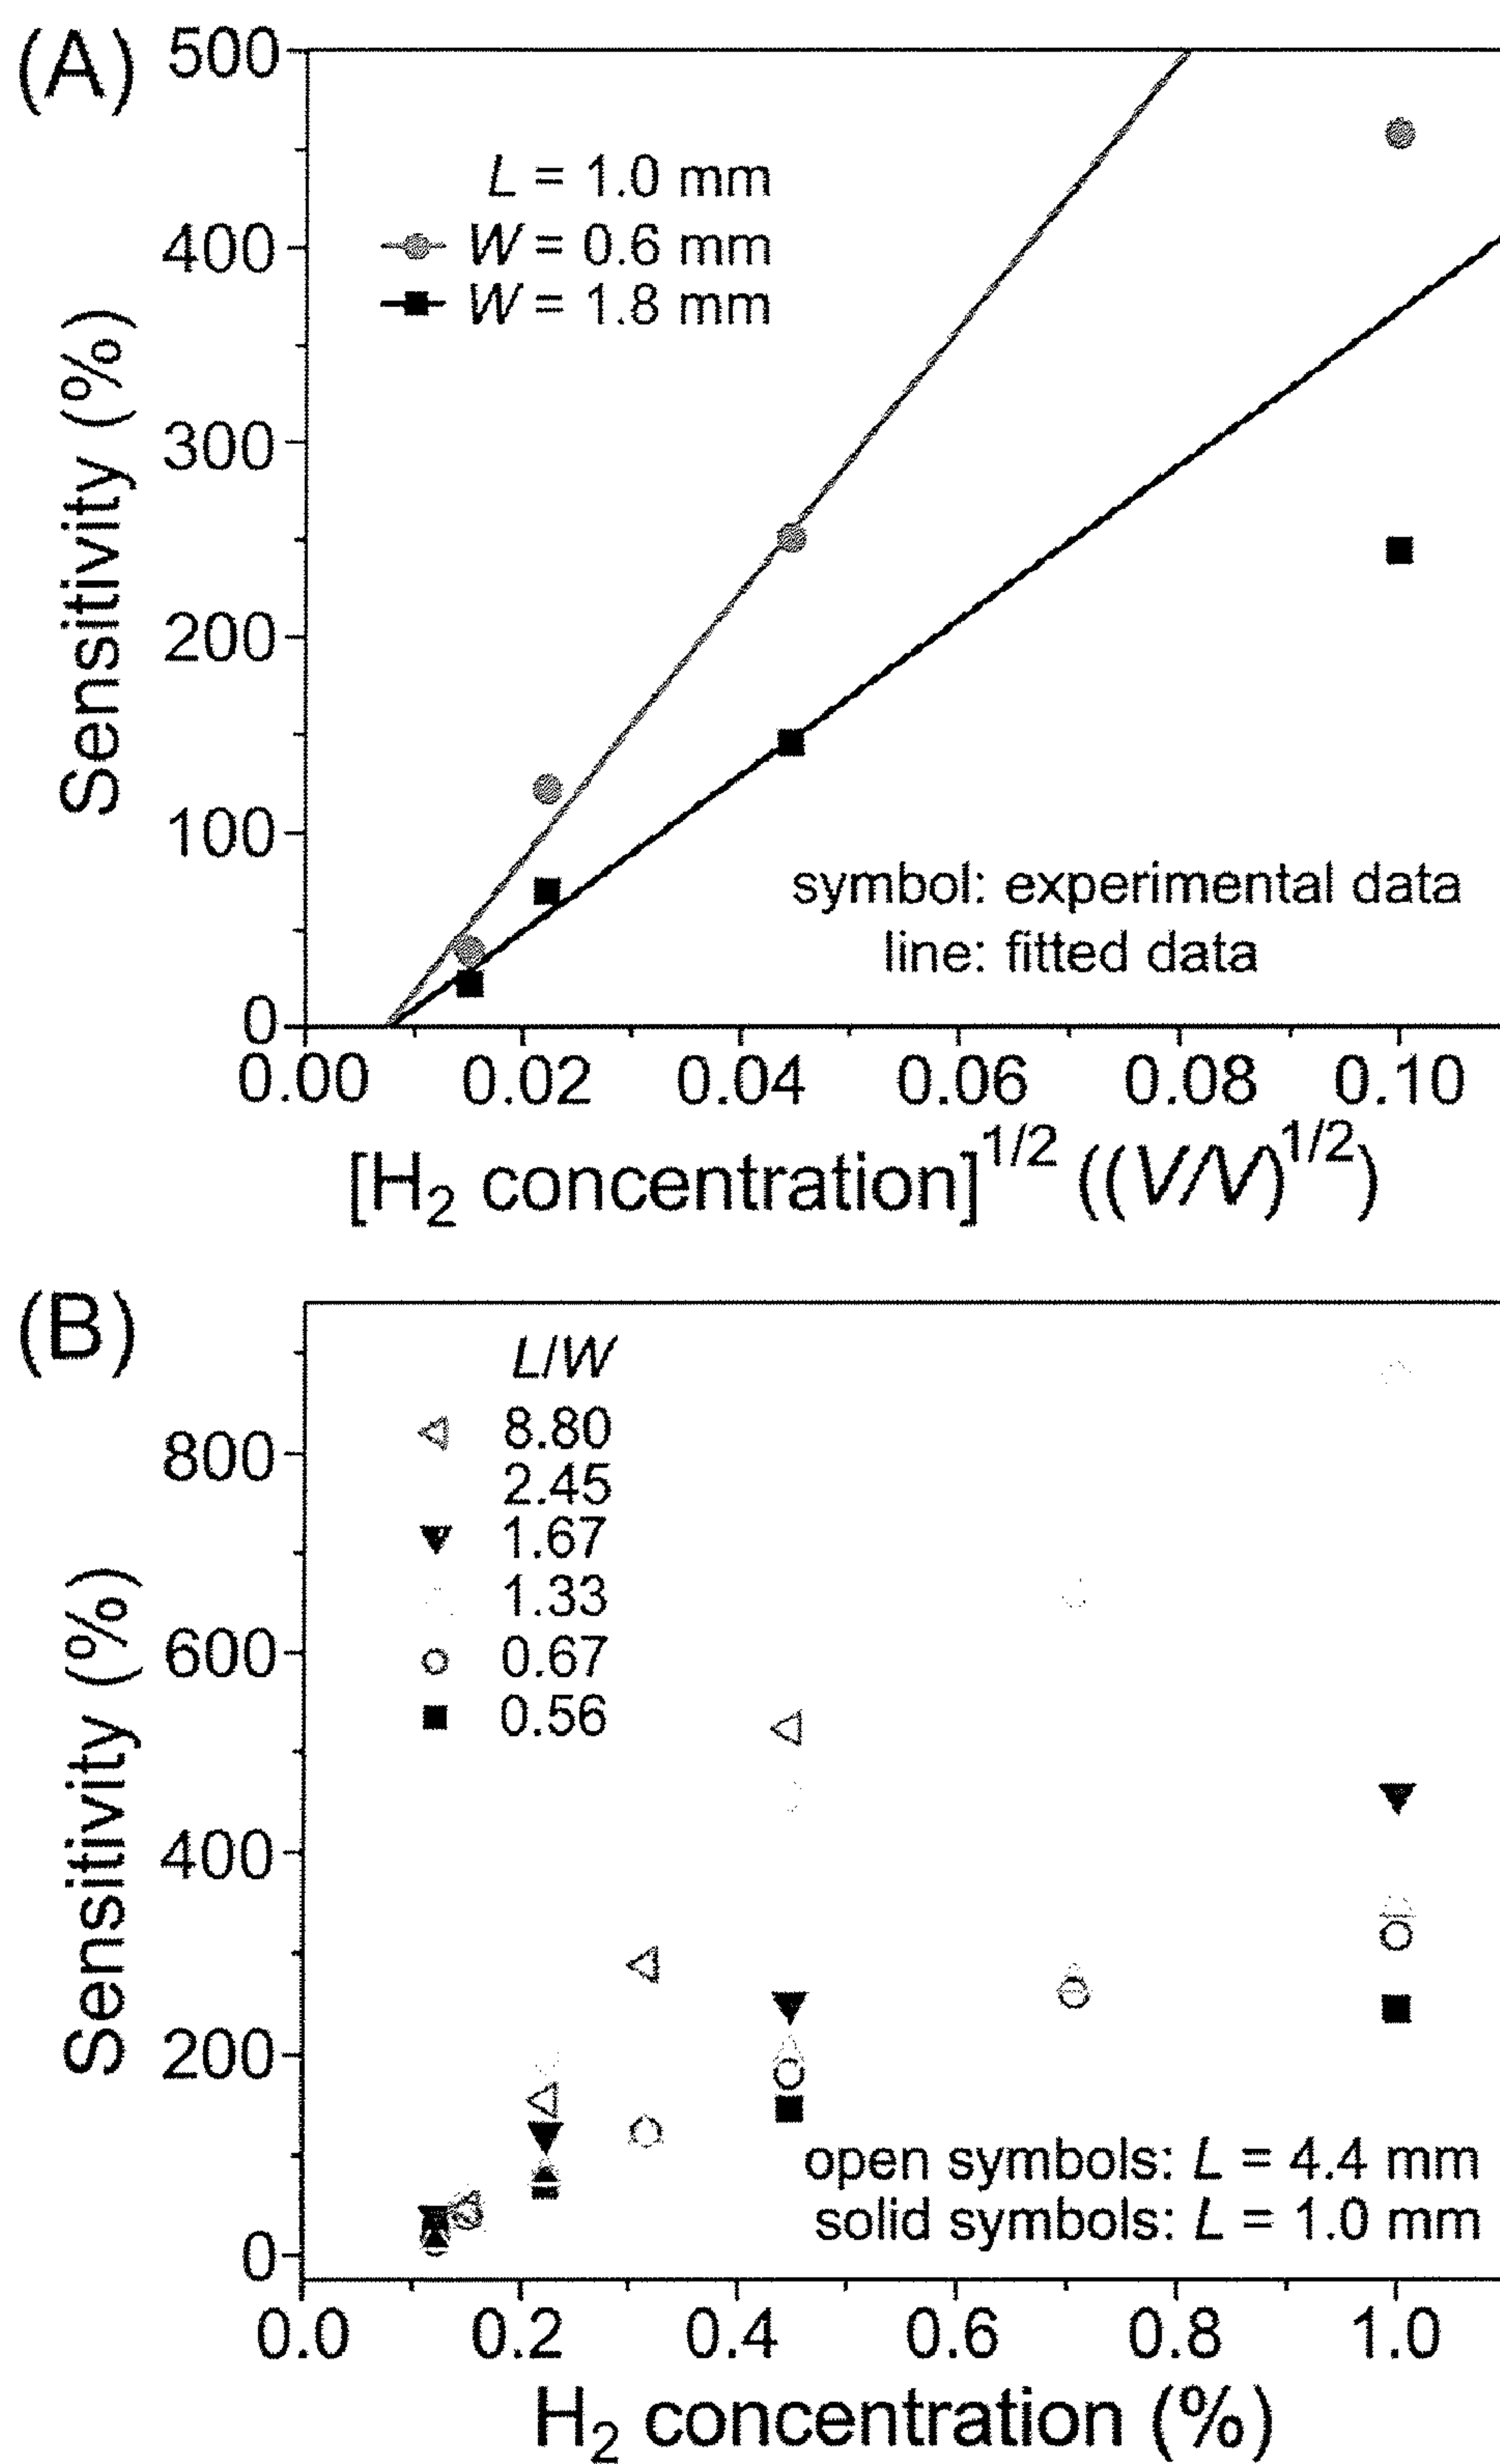 (A)
500
400
300
200
100
0
Sensitivity (%)
L = 1.0 mm
W = 0.6 mm
W = 1.8 mm
symbol: experimental data
line: fitted data
0.00 0.02 0.04 0.06 0.08 0.10
[H₂ concentration]¹/² ((V/V)¹/²)
(B)
800
600
400
200
0
Sensitivity (%)
L/W
8.80
2.45
1.67
1.33
0.67
0.56
open symbols: L = 4.4 mm
solid symbols: L = 1.0 mm
0.0 0.2 0.4 0.6 0.8 1.0
H₂ concentration (%)